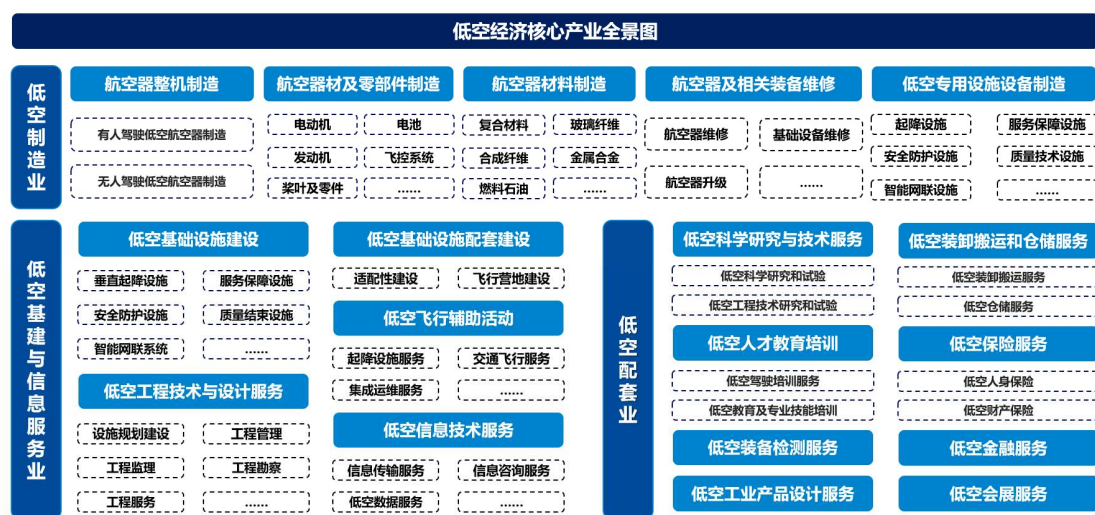 低空经济核心产业全景图
低空制造业
航空器整机制造
有人驾驶低空航空器制造
无人驾驶低空航空器制造
航空器材及零部件制造
电动机
电池
发动机
飞控系统
桨叶及零件
......
航空器材料制造
复合材料
玻璃纤维
合成纤维
金属合金
燃料石油
......
航空器及相关装备维修
航空器维修
基础设备维修
航空器升级
......
低空专用设施设备制造
起降设施
服务保障设施
安全防护设施
质量技术设施
智能网联设施
......
低空基建与信息服务业
低空基础设施建设
垂直起降设施
服务保障设施
安全防护设施
质量结束设施
智能网联系统
......
低空工程技术与设计服务
设施规划建设
工程管理
工程监理
工程勘察
工程服务
......
低空基础设施配套建设
适配性建设
飞行营地建设
低空飞行辅助活动
起降设施服务
交通飞行服务
集成运维服务
......
低空信息技术服务
信息传输服务
信息咨询服务
低空数据服务
......
低空配套业
低空科学研究与技术服务
低空科学研究和试验
低空工程技术研究和试验
低空人才教育培训
低空驾驶培训服务
低空教育及专业技能培训
低空装备检测服务
低空工业产品设计服务
低空装卸搬运和仓储服务
低空装卸搬运服务
低空仓储服务
低空保险服务
低空人身保险
低空财产保险
低空金融服务
低空会展服务